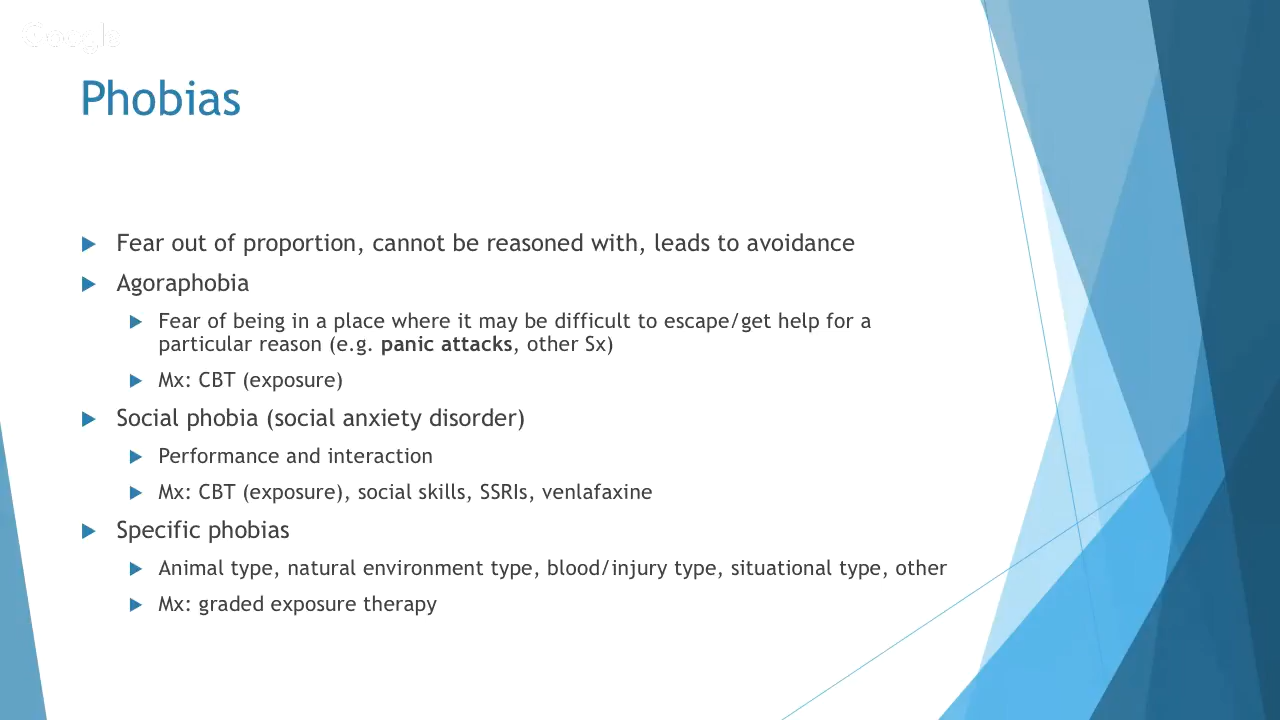 Google
Phobias
Fear out of proportion, cannot be reasoned with, leads to avoidance
Agoraphobia
Fear of being in a place where it may be difficult to escape/get help for a
particular reason (e.g. panic attacks, other Sx)
Mx: CBT (exposure)
Social phobia (social anxiety disorder)
Performance and interaction
Mx: CBT (exposure), social skills, SSRIs, venlafaxine
Specific phobias
Animal type, natural environment type, blood/injury type, situational type, other
Mx: graded exposure therapy